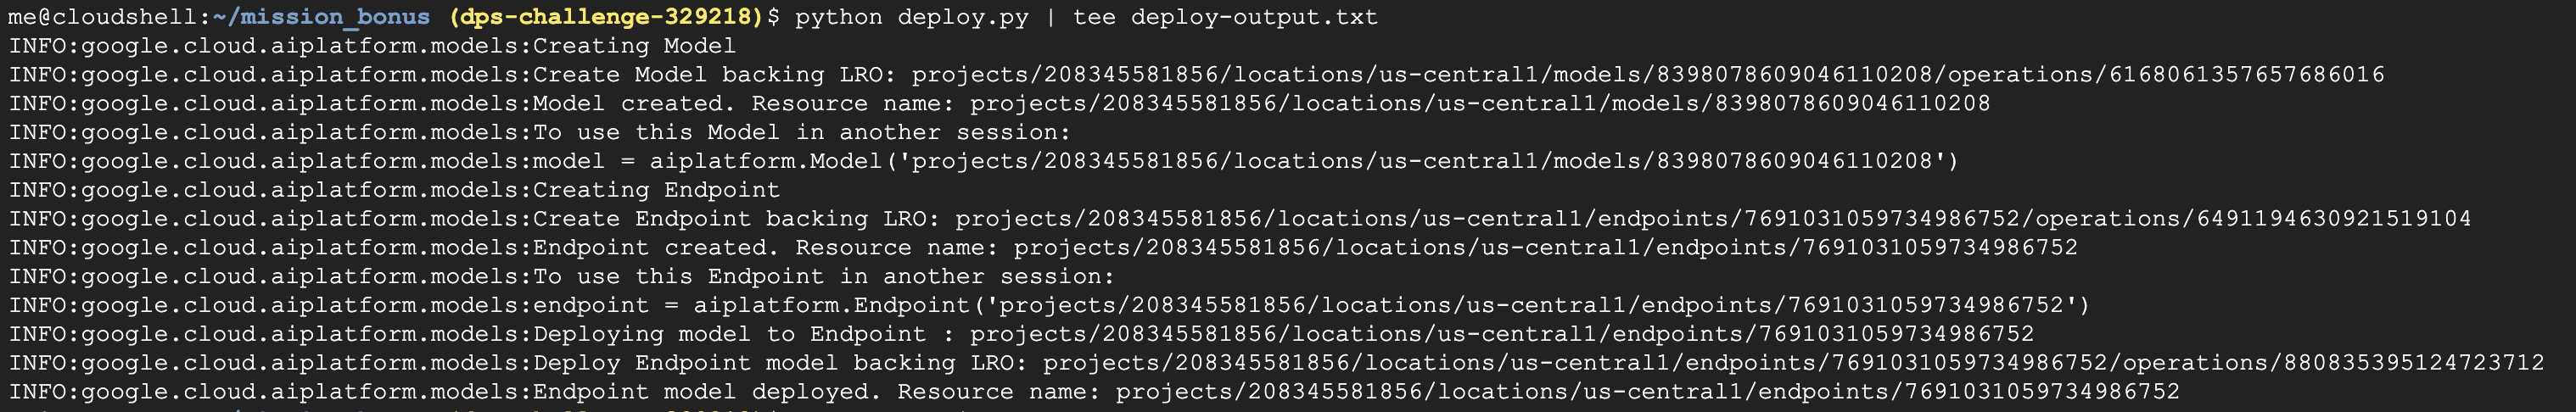 me@cloudshell:~/mission_bonus (dps-challenge-329218)$ python deploy.py | tee deploy-output.txt
INFO:google.cloud.aiplatform.models:Creating Model
INFO:google.cloud.aiplatform.models:Create Model backing LRO: projects/208345581856/locations/us-central1/models/8398078609046110208/operations/6168061357657686016
INFO:google.cloud.aiplatform.models:Model created. Resource name: projects/208345581856/locations/us-central1/models/8398078609046110208
INFO:google.cloud.aiplatform.models:To use this Model in another session:
INFO:google.cloud.aiplatform.models:model = aiplatform.Model('projects/208345581856/locations/us-central1/models/8398078609046110208')
INFO:google.cloud.aiplatform.models:Creating Endpoint
INFO:google.cloud.aiplatform.models:Create Endpoint backing LRO: projects/208345581856/locations/us-central1/endpoints/7691031059734986752/operations/6491194630921519104
INFO:google.cloud.aiplatform.models:Endpoint created. Resource name: projects/208345581856/locations/us-central1/endpoints/7691031059734986752
INFO:google.cloud.aiplatform.models:To use this Endpoint in another session:
INFO:google.cloud.aiplatform.models:endpoint = aiplatform.Endpoint('projects/208345581856/locations/us-central1/endpoints/7691031059734986752')
INFO:google.cloud.aiplatform.models:Deploying model to Endpoint : projects/208345581856/locations/us-central1/endpoints/7691031059734986752
INFO:google.cloud.aiplatform.models:Deploy Endpoint model backing LRO: projects/208345581856/locations/us-central1/endpoints/7691031059734986752/operations/880835395124723712
INFO:google.cloud.aiplatform.models:Endpoint model deployed. Resource name: projects/208345581856/locations/us-central1/endpoints/7691031059734986752